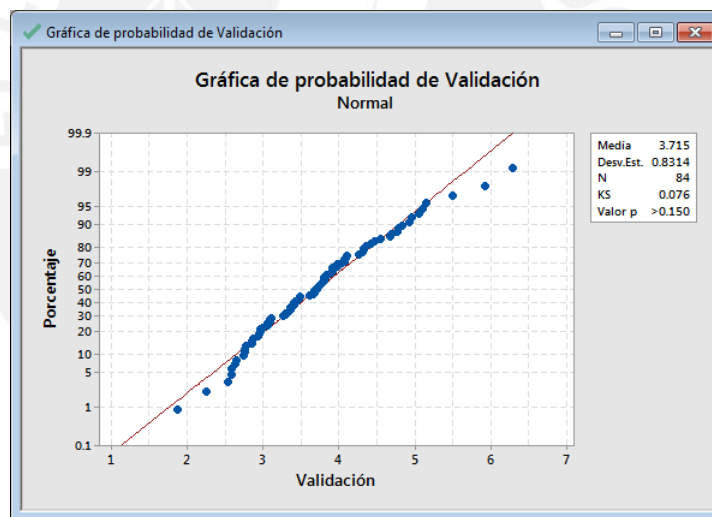 Gráfica de probabilidad de Validación
Gráfica de probabilidad de Validación
Normal
99.9
99
95
90
80
70
60
50
40
30
20
10
5
1
0.1
Porcentaje
1 2 3 4 5 6 7
Validación
Media 3.715
Desv.Est. 0.8314
N 84
KS 0.076
Valor p >0.150